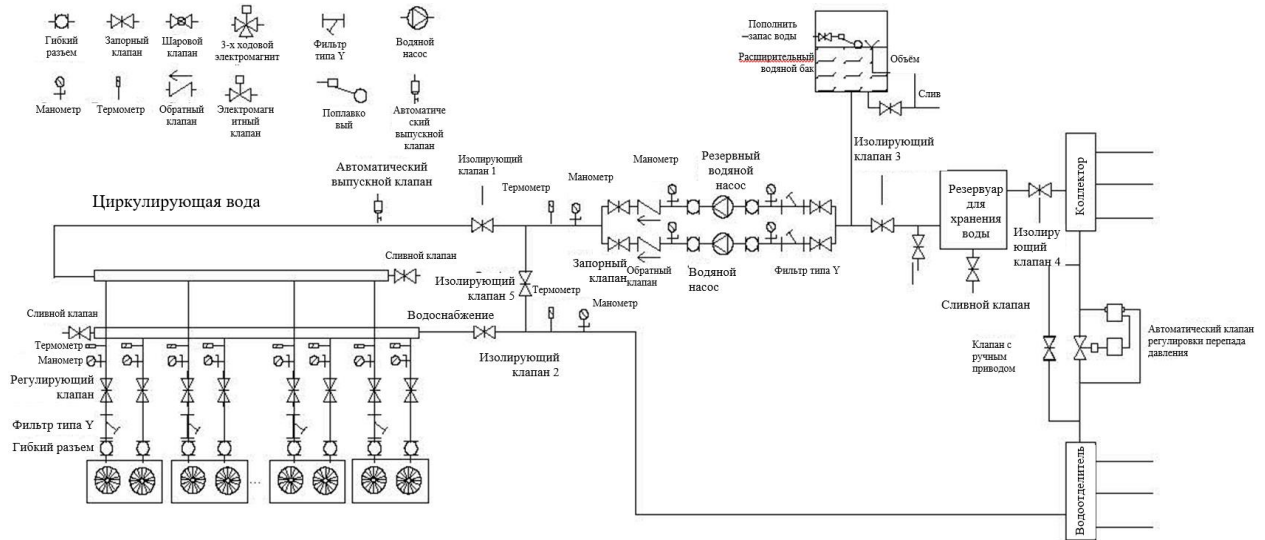 Гибкий
разъем
Запорный
клапан
Шаровой
клапан
3-х ходовой
электромагнит
Фильтр
типа Y
Водяной
насос
Манометр
Термометр
Обратный
клапан
Электромагн
итный
клапан
Поплавко
вый
Автоматиче
ский
выпускной
клапан
Пополнить
запас воды
Расширительный
водяной бак
Объём
Слив
Циркулирующая вода
Автоматический
выпускной клапан
Изолирующий
клапан 1
Термометр
Манометр
Манометр
Резервный
водяной
насос
Изолирующий
клапан 3
Резервуар
для
хранения
воды
Коллектор
Изолиру
ющий
клапан 4
Запорный
клапан
Обратный
клапан
Водяной
насос
Фильтр типа Y
Сливной клапан
Сливной клапан
Изолирующий
клапан 5
Термометр
Манометр
Сливной клапан
Водоснабжение
Изолирующий
клапан 2
Термометр
Манометр
Регулирующий
клапан
Фильтр типа Y
Гибкий разъем
...
Клапан с
ручным
приводом
Автоматический клапан
регулировки перепада
давления
Водоотделитель